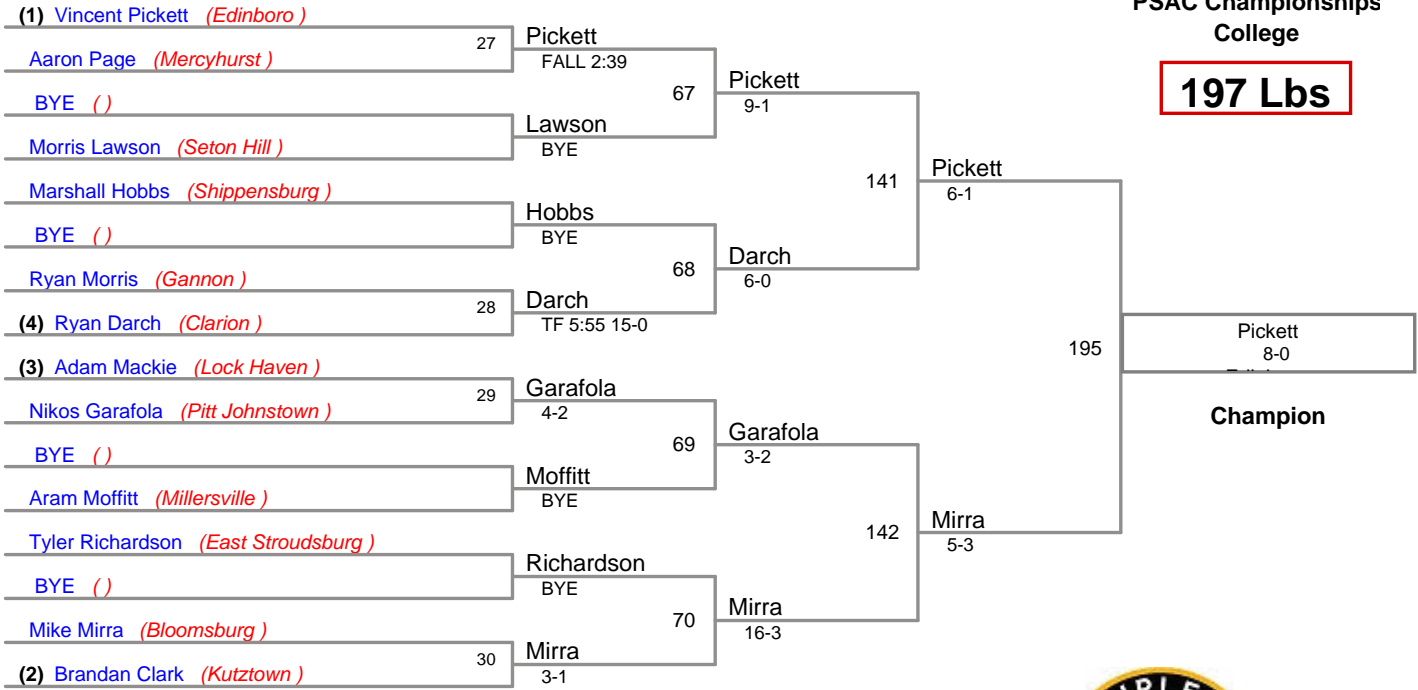 PSAC Championships
College
197 Lbs
(1) Vincent Pickett (Edinboro )
Aaron Page (Mercyhurst )
BYE ( )
Morris Lawson (Seton Hill )
Marshall Hobbs (Shippensburg )
BYE ( )
Ryan Morris (Gannon )
(4) Ryan Darch (Clarion )
(3) Adam Mackie (Lock Haven )
Nikos Garafola (Pitt Johnstown )
BYE ( )
Aram Moffitt (Millersville )
Tyler Richardson (East Stroudsburg )
BYE ( )
Mike Mirra (Bloomsburg )
(2) Brandan Clark (Kutztown )
27
Pickett
FALL 2:39
Lawson
BYE
Hobbs
BYE
28
Darch
TF 5:55 15-0
29
Garafola
4-2
Moffitt
BYE
Richardson
BYE
30
Mirra
3-1
67
Pickett
9-1
68
Darch
6-0
69
Garafola
3-2
70
Mirra
16-3
141
Pickett
6-1
142
Mirra
5-3
195
Pickett
8-0
Champion